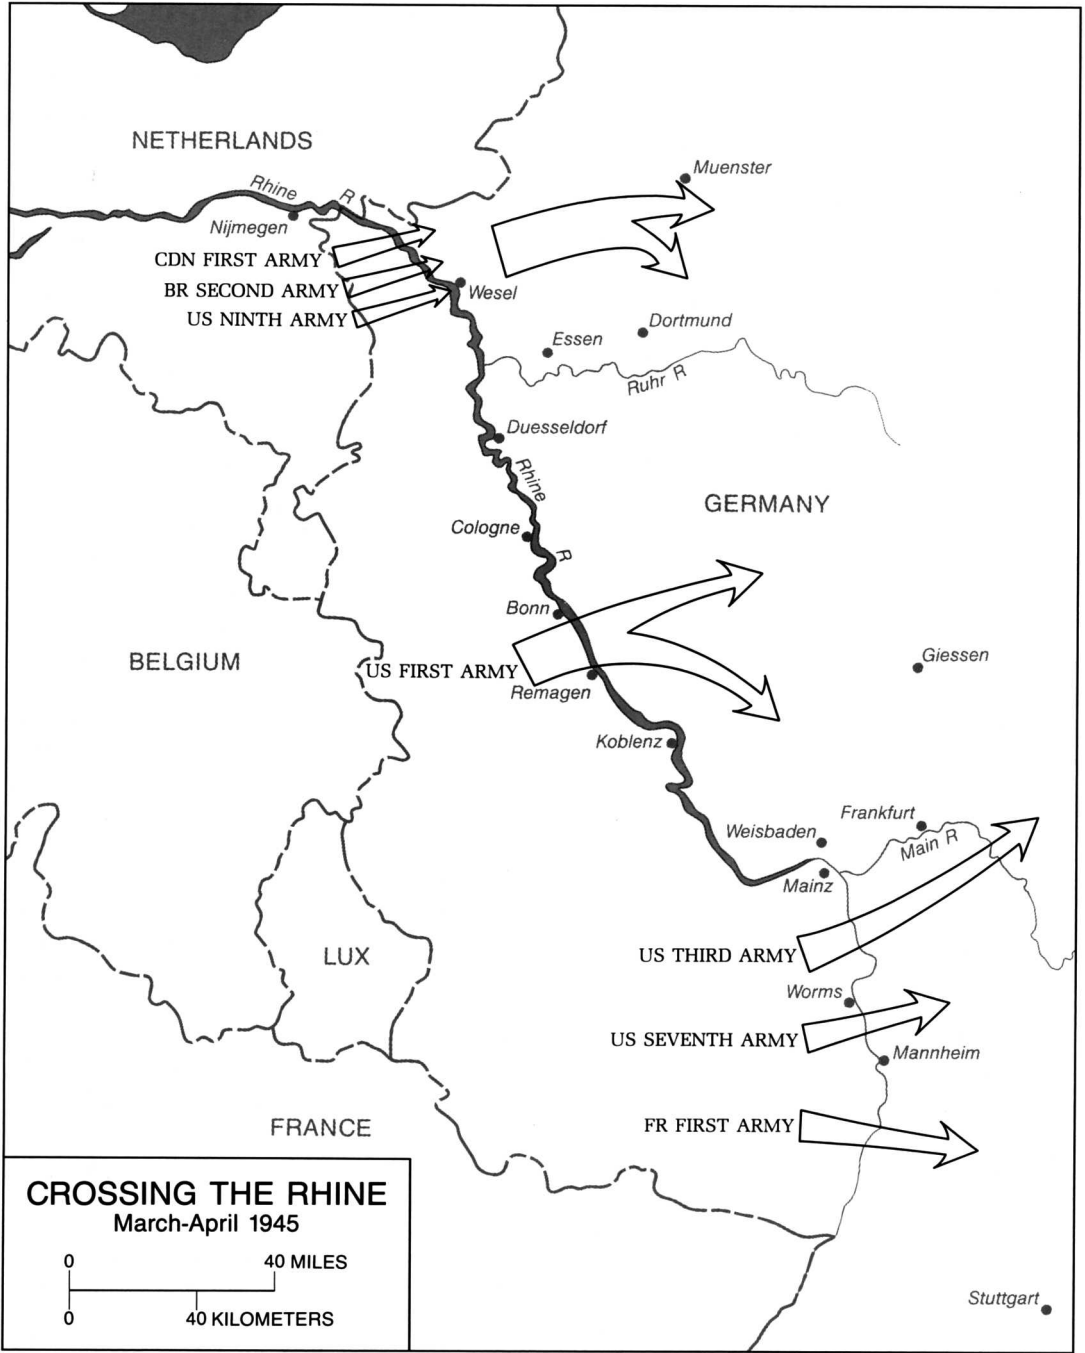 NETHERLANDS
Muenster
Rhine R
Nijmegen
CDN FIRST ARMY
BR SECOND ARMY
US NINTH ARMY
Wesel
Dortmund
Essen
Ruhr R
Duesseldorf
Rhine R
GERMANY
Cologne
Bonn
BELGIUM
US FIRST ARMY
Giessen
Remagen
Koblenz
Frankfurt
Weisbaden
Main R
Mainz
LUX
US THIRD ARMY
Worms
US SEVENTH ARMY
Mannheim
FRANCE
FR FIRST ARMY
CROSSING THE RHINE
March-April 1945
0 40 MILES
0 40 KILOMETERS
Stuttgart